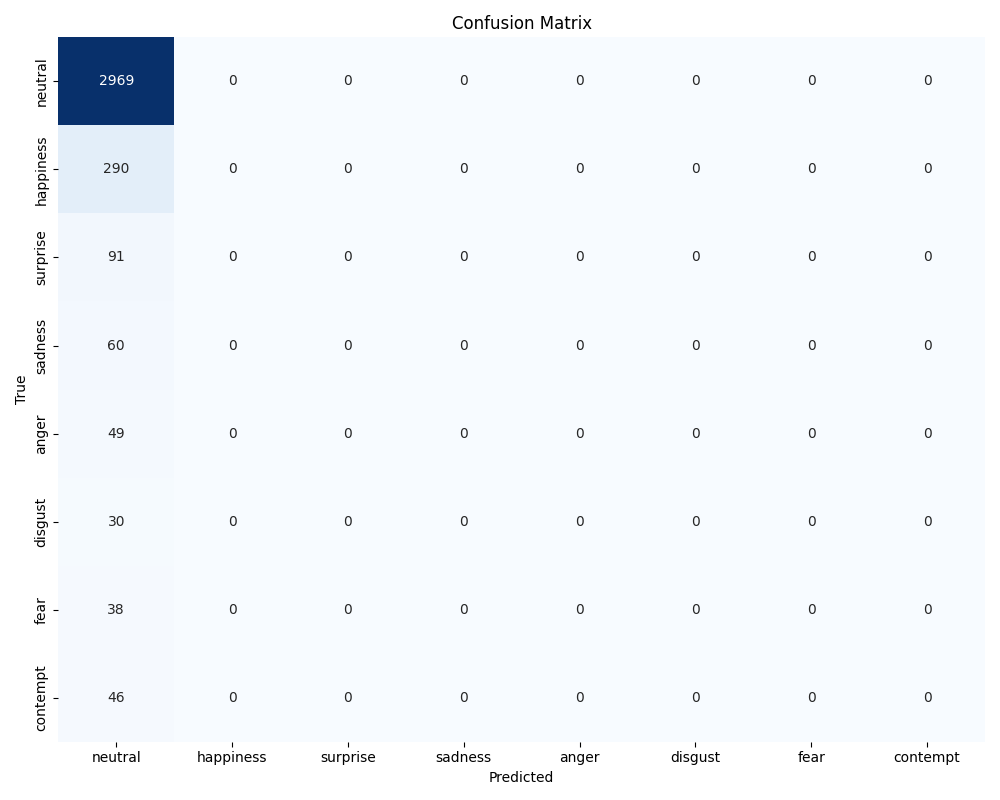 Confusion Matrix
neutral 2969 0 0 0 0 0 0 0
happiness 290 0 0 0 0 0 0 0
surprise 91 0 0 0 0 0 0 0
sadness 60 0 0 0 0 0 0 0
True
anger 49 0 0 0 0 0 0 0
disgust 30 0 0 0 0 0 0 0
fear 38 0 0 0 0 0 0 0
contempt 46 0 0 0 0 0 0 0
neutral happiness surprise sadness anger disgust fear contempt
Predicted